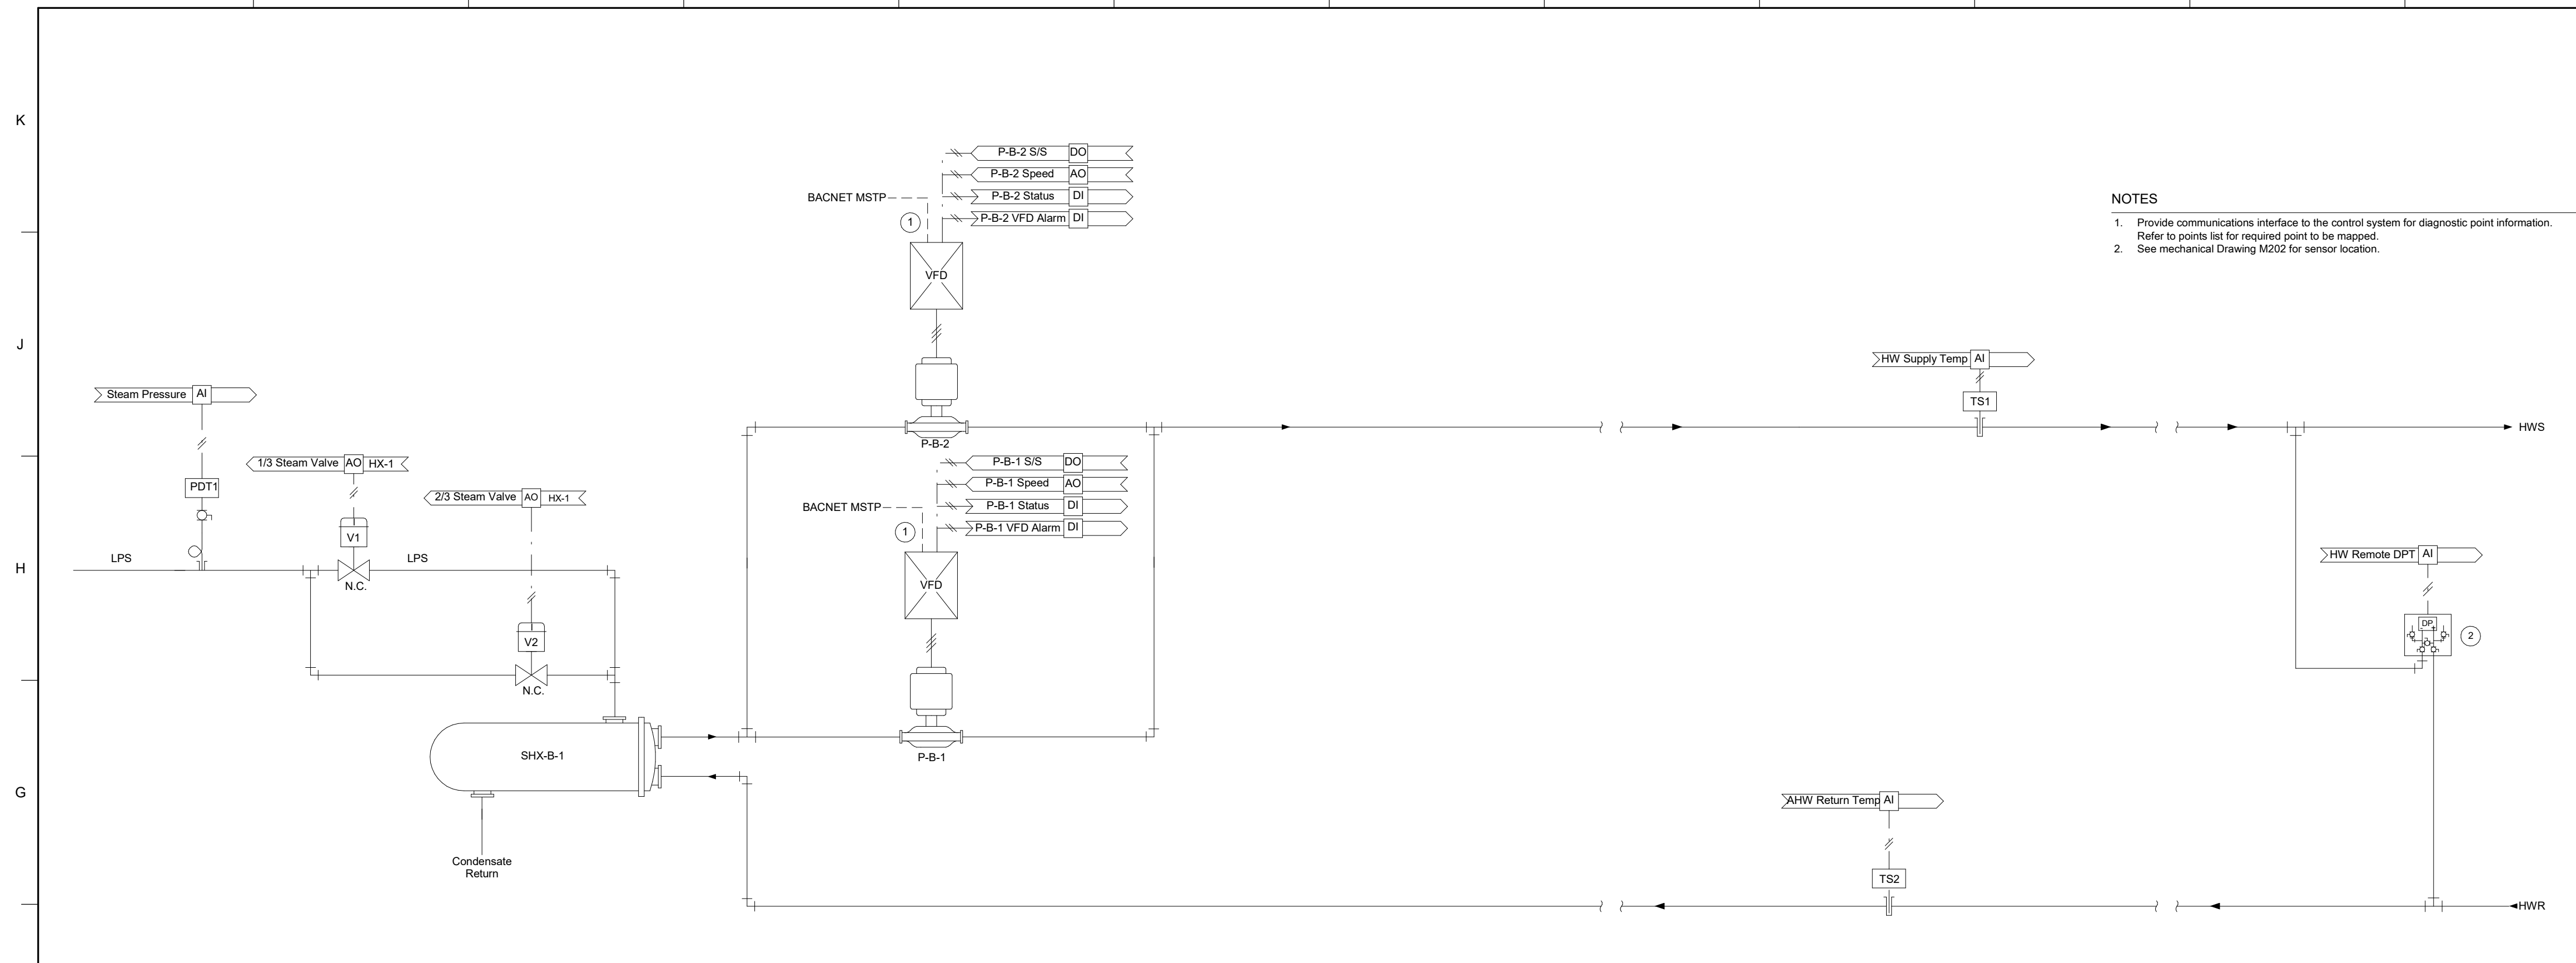 K
P-B-2 S/S DO
P-B-2 Speed AO
BACNET MSTP
P-B-2 Status DI
1
P-B-2 VFD Alarm DI
NOTES
1. Provide communications interface to the control system for diagnostic point information.
Refer to points list for required point to be mapped.
2. See mechanical Drawing M202 for sensor location.
VFD
J
HW Supply Temp AI
TS1
Steam Pressure AI
P-B-2
HWS
1/3 Steam Valve AO HX-1
P-B-1 S/S DO
PDT1
P-B-1 Speed AO
2/3 Steam Valve AO HX-1
BACNET MSTP
P-B-1 Status DI
1
P-B-1 VFD Alarm DI
V1
LPS
LPS
HW Remote DPT AI
H
N.C.
VFD
DP
- +
2
V2
N.C.
SHX-B-1
P-B-1
G
AHW Return Temp AI
Condensate
Return
TS2
HWR